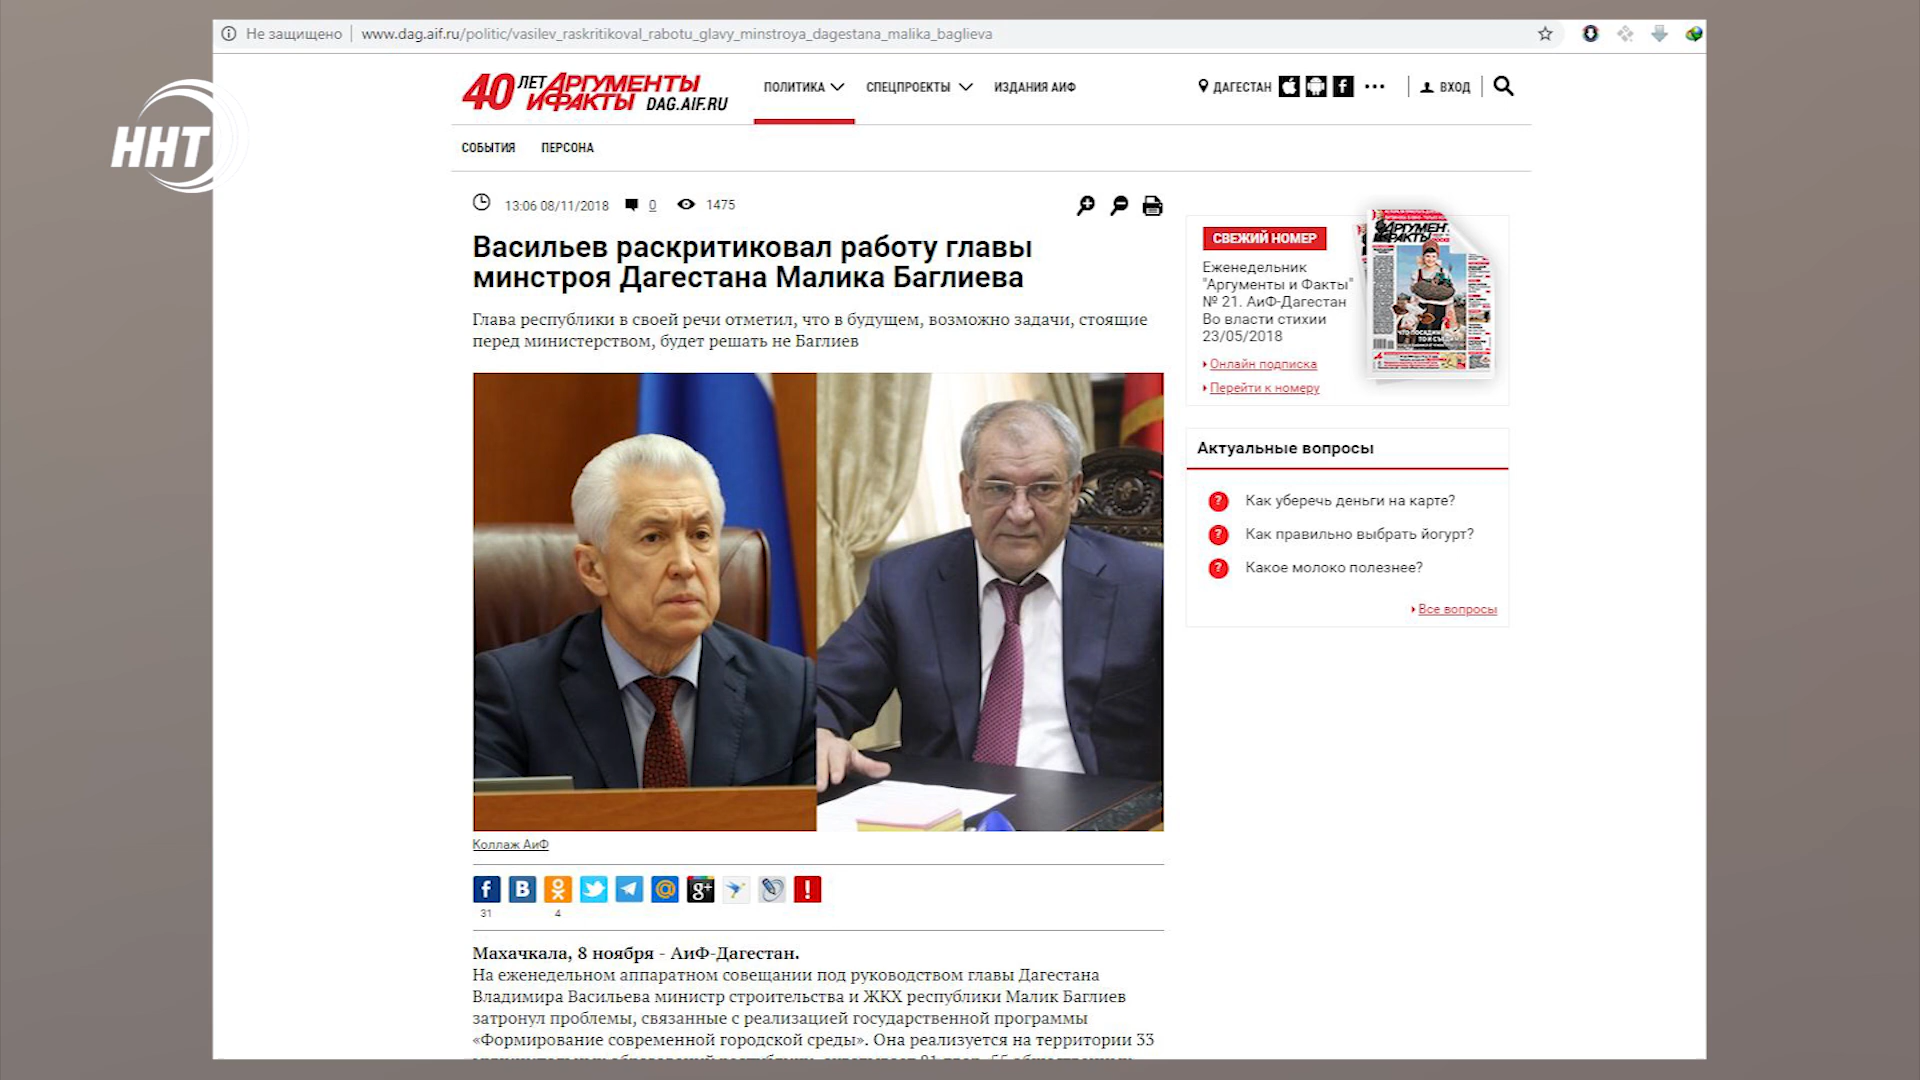 Не защищено
www.dag.aif.ru/politic/vasilev_raskritikoval_rabotu_glavy_minstroya_dagestana_malika_baglieva
ННТ
40 ЛЕТ АРГУМЕНТЫ И ФАКТЫ DAG.AIF.RU
ПОЛИТИКА
СПЕЦПРОЕКТЫ
ИЗДАНИЯ АИФ
ДАГЕСТАН
ВХОД
СОБЫТИЯ
ПЕРСОНА
13:06 08/11/2018 0 1475
Васильев раскритиковал работу главы
минстроя Дагестана Малика Баглиева
Глава республики в своей речи отметил, что в будущем, возможно задачи, стоящие
перед министерством, будет решать не Баглиев
Коллаж АиФ
31
4
Махачкала, 8 ноября - АиФ-Дагестан.
На еженедельном аппаратном совещании под руководством главы Дагестана
Владимира Васильева министр строительства и ЖКХ республики Малик Баглиев
затронул проблемы, связанные с реализацией государственной программы
«Формирование современной городской среды». Она реализуется на территории 33
СВЕЖИЙ НОМЕР
Еженедельник
"Аргументы и Факты"
№ 21. АиФ-Дагестан
Во власти стихии
23/05/2018
Онлайн подписка
Перейти к номеру
Актуальные вопросы
Как уберечь деньги на карте?
Как правильно выбрать йогурт?
Какое молоко полезнее?
Все вопросы